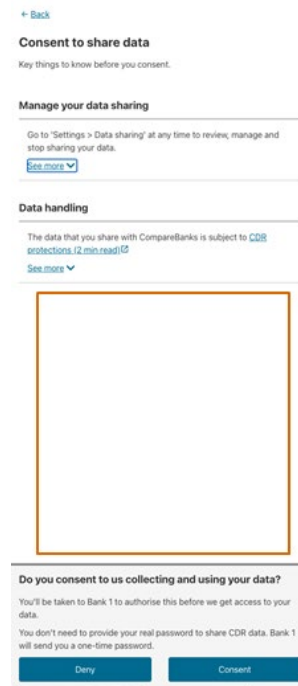 ← Back
Consent to share data
Key things to know before you consent.
Manage your data sharing
Go to 'Settings > Data sharing' at any time to review, manage and
stop sharing your data.
See more
Data handling
The data that you share with CompareBanks is subject to CDR
protections (2 min read)
See more
Do you consent to us collecting and using your data?
You'll be taken to Bank 1 to authorise this before we get access to your
data.
You don't need to provide your real password to share CDR data. Bank 1
will send you a one-time password.
Deny
Consent